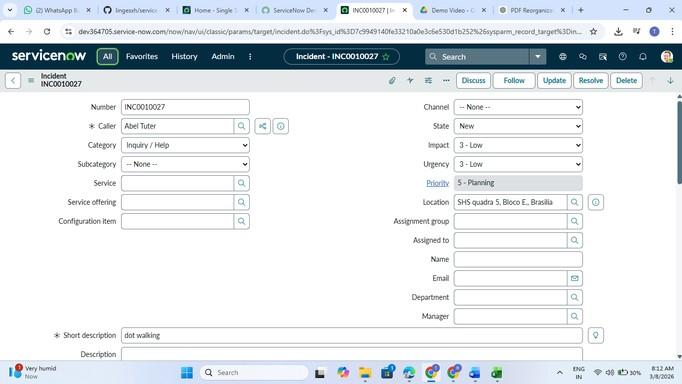 (2) WhatsApp B
lingesxh/service
Home - Single S
ServiceNow De
INC0010027 | I
Demo Video - G
PDF Reorganiz
dev364705.service-now.com/now/nav/ui/classic/params/target/incident.do%3Fsys_id%3D7c9949140fe33210a0e3c6e530d1b252%26sysparm_record_target%3Din...
servicenow
All
Favorites
History
Admin
Incident - INC0010027
Search
Incident
INC0010027
Discuss
Follow
Update
Resolve
Delete
Number
INC0010027
Channel
-- None --
Caller
Abel Tuter
State
New
Category
Inquiry / Help
Impact
3 - Low
Subcategory
-- None --
Urgency
3 - Low
Service
Priority
5 - Planning
Service offering
Location
SHS quadra 5, Bloco E., Brasilia
Configuration item
Assignment group
Assigned to
Name
Email
Department
Manager
Short description
dot walking
Description
Very humid
Now
Search
ENG
IN
30%
8:12 AM
3/8/2026